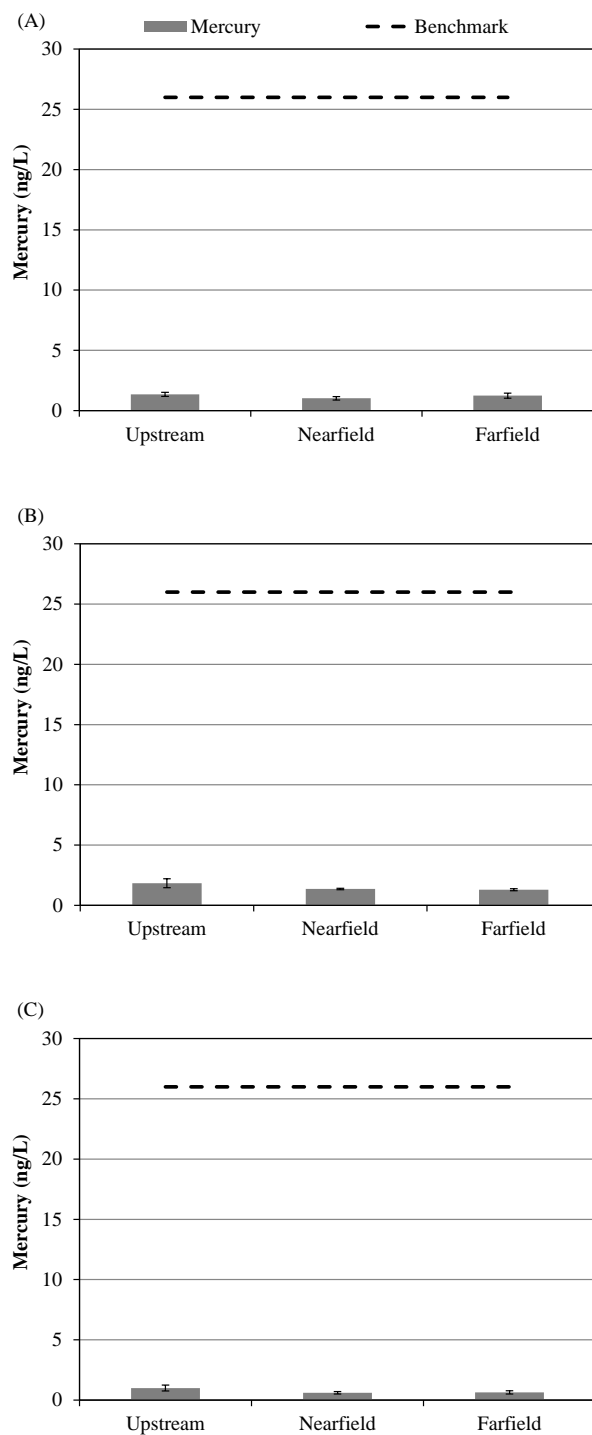 (A)
Mercury
Benchmark
30
25
20
15
10
5
0
Mercury (ng/L)
Upstream
Nearfield
Farfield
(B)
30
25
20
15
10
5
0
Mercury (ng/L)
Upstream
Nearfield
Farfield
(C)
30
25
20
15
10
5
0
Mercury (ng/L)
Upstream
Nearfield
Farfield